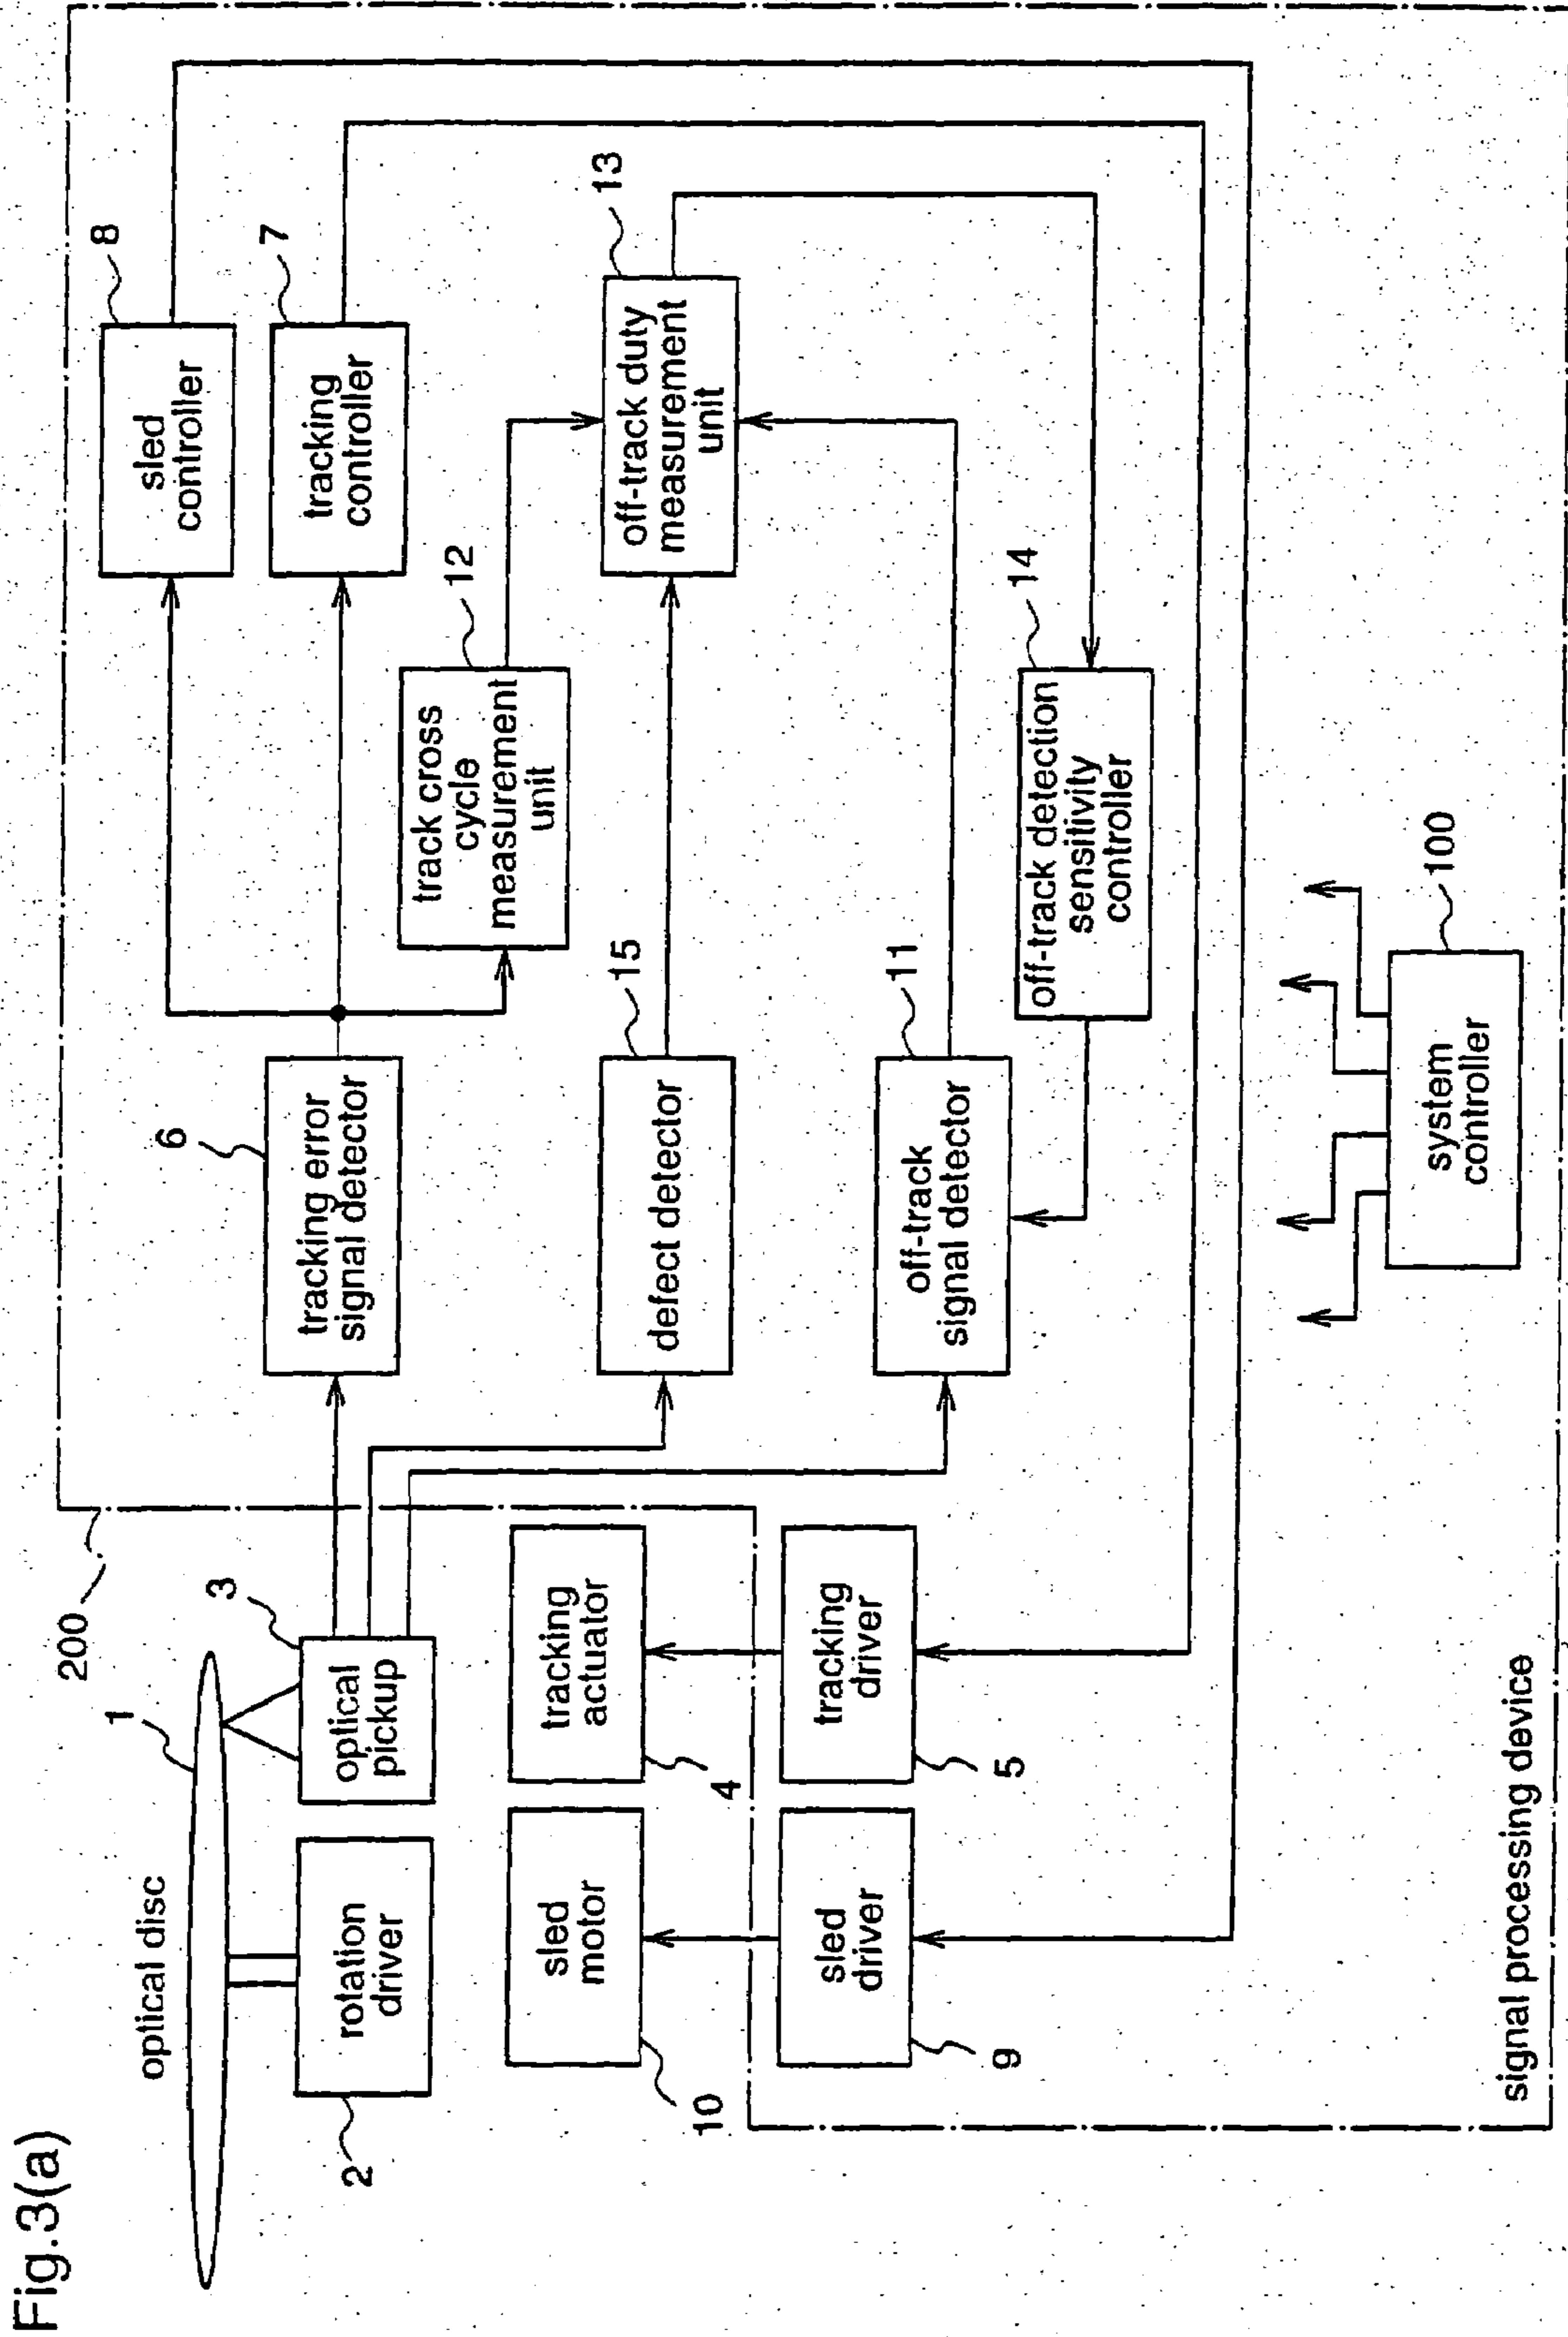 Fig.3(a)
200
optical disc
1
3
optical
pickup
rotation
driver
2
6
tracking error
signal detector
8
sled
controller
7
tracking
controller
12
track cross
cycle
measurement
unit
13
off-track duty
measurement
unit
15
defect detector
11
off-track
signal detector
14
off-track detection
sensitivity
controller
sled
motor
10
tracking
actuator
4
sled
driver
9
tracking
driver
5
100
system
controller
signal processing device